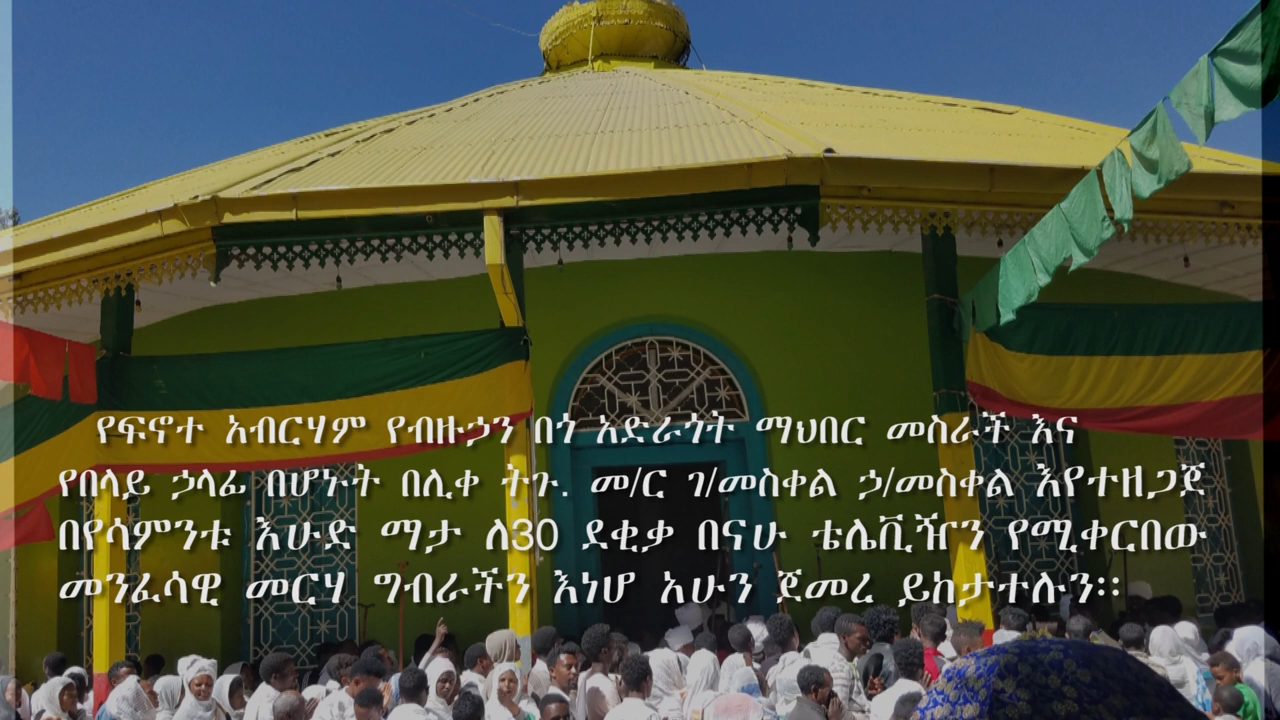 የፍኖተ አብርሃም የብዙኃን በጎ አድራጎት ማህበር መስራች እና
የበላይ ኃላፊ በሆኑት በሊቀ ትጉ. መ/ር ገ/መስቀል ኃ/መስቀል እየተዘጋጀ
በየሳምንቱ እሁድ ማታ ለ30 ደቂቃ በናሁ ቴሌቪዥን የሚቀርበው
መንፈሳዊ መርሃ ግብራችን እነሆ አሁን ጀመረ ይከታተሉን።